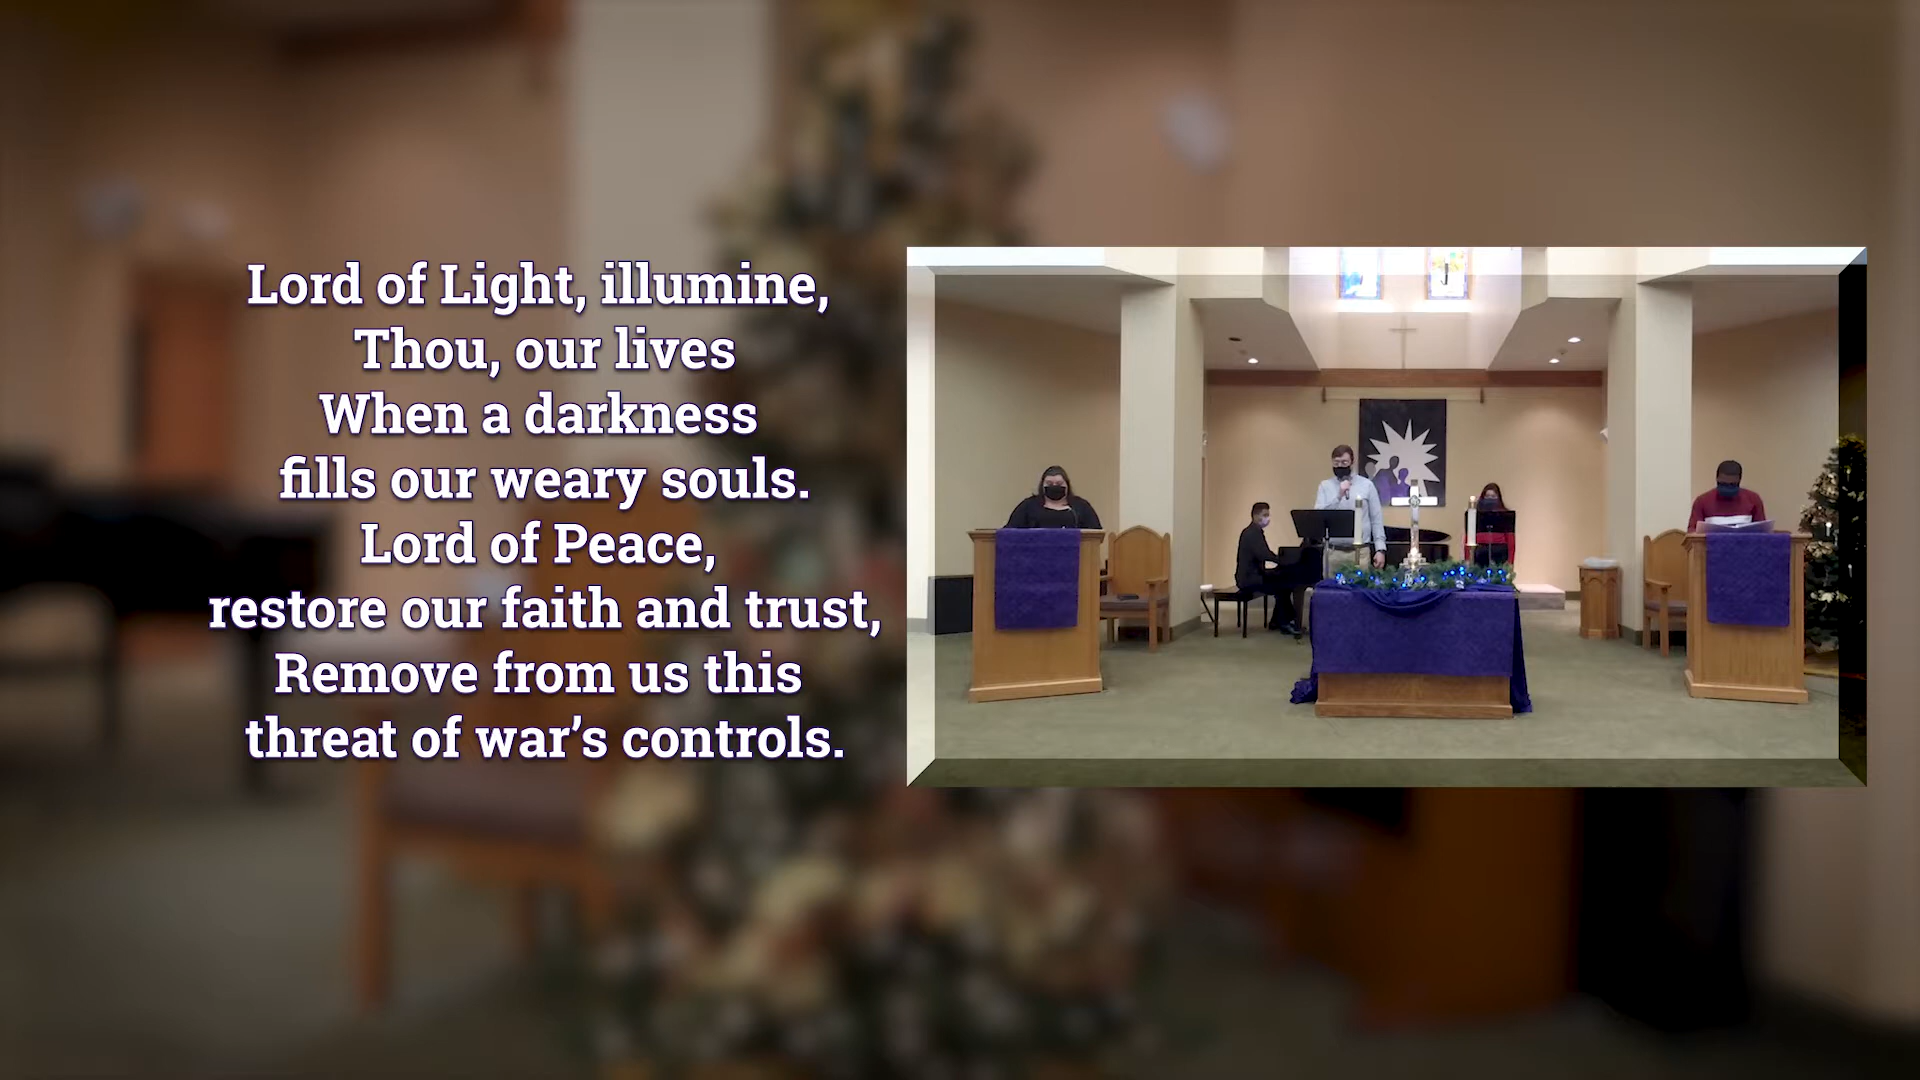 Lord of Light, illumine,
Thou, our lives
When a darkness
fills our weary souls.
Lord of Peace,
restore our faith and trust,
Remove from us this
threat of war’s controls.